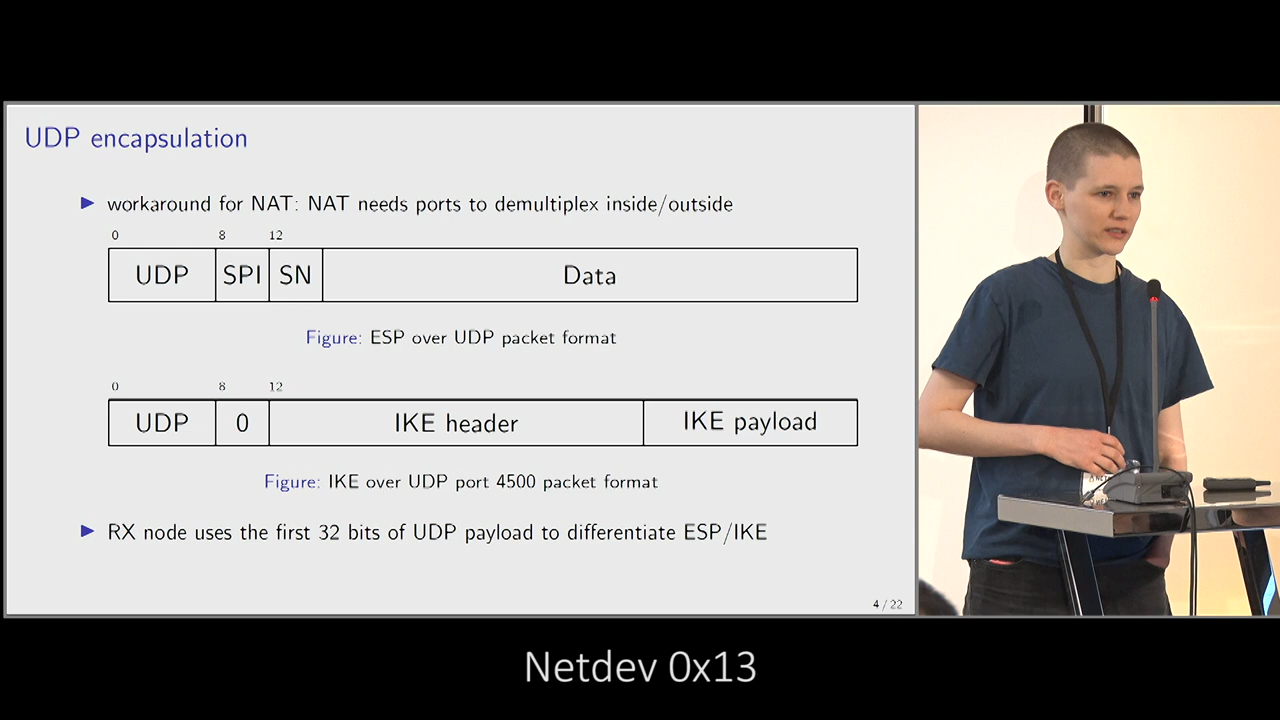 UDP encapsulation
workaround for NAT: NAT needs ports to demultiplex inside/outside
0 8 12
UDP SPI SN Data
Figure: ESP over UDP packet format
0 8 12
UDP 0 IKE header IKE payload
Figure: IKE over UDP port 4500 packet format
RX node uses the first 32 bits of UDP payload to differentiate ESP/IKE
4 / 22
Netdev 0x13